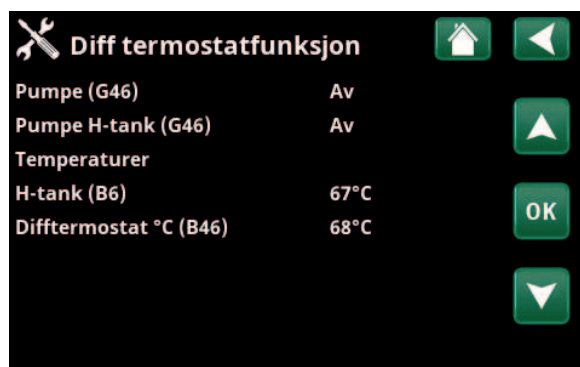 Diff termostatfunksjon
Pumpe (G46) Av
Pumpe H-tank (G46) Av
Temperaturer
H-tank (B6) 67°C
OK
Difftermostat °C (B46) 68°C